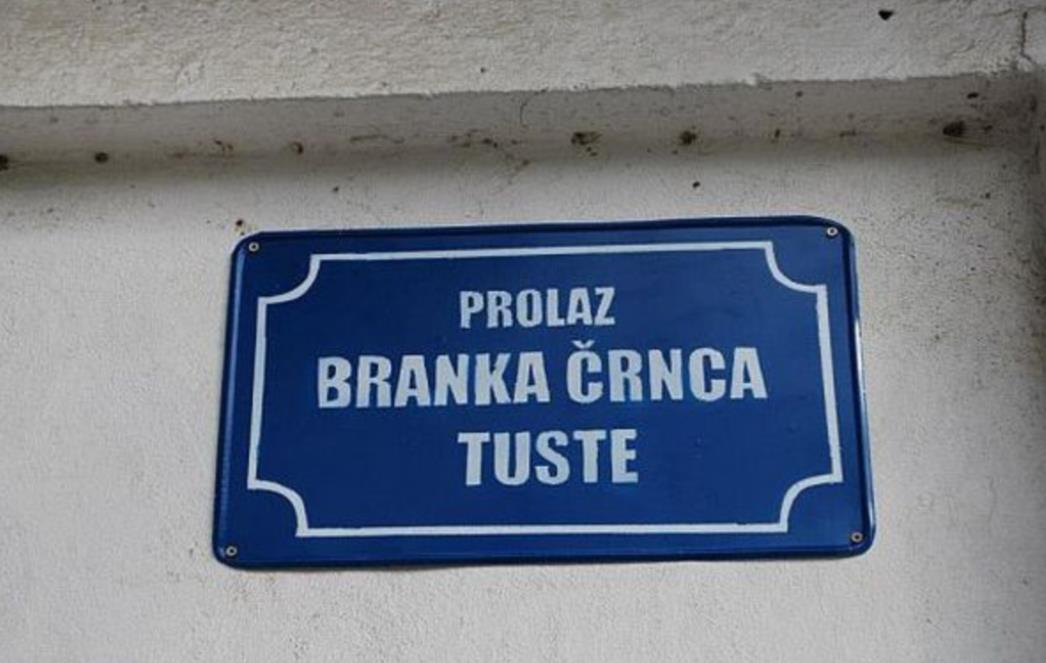 PROLAZ
BRANKA ČRNCA
TUSTE